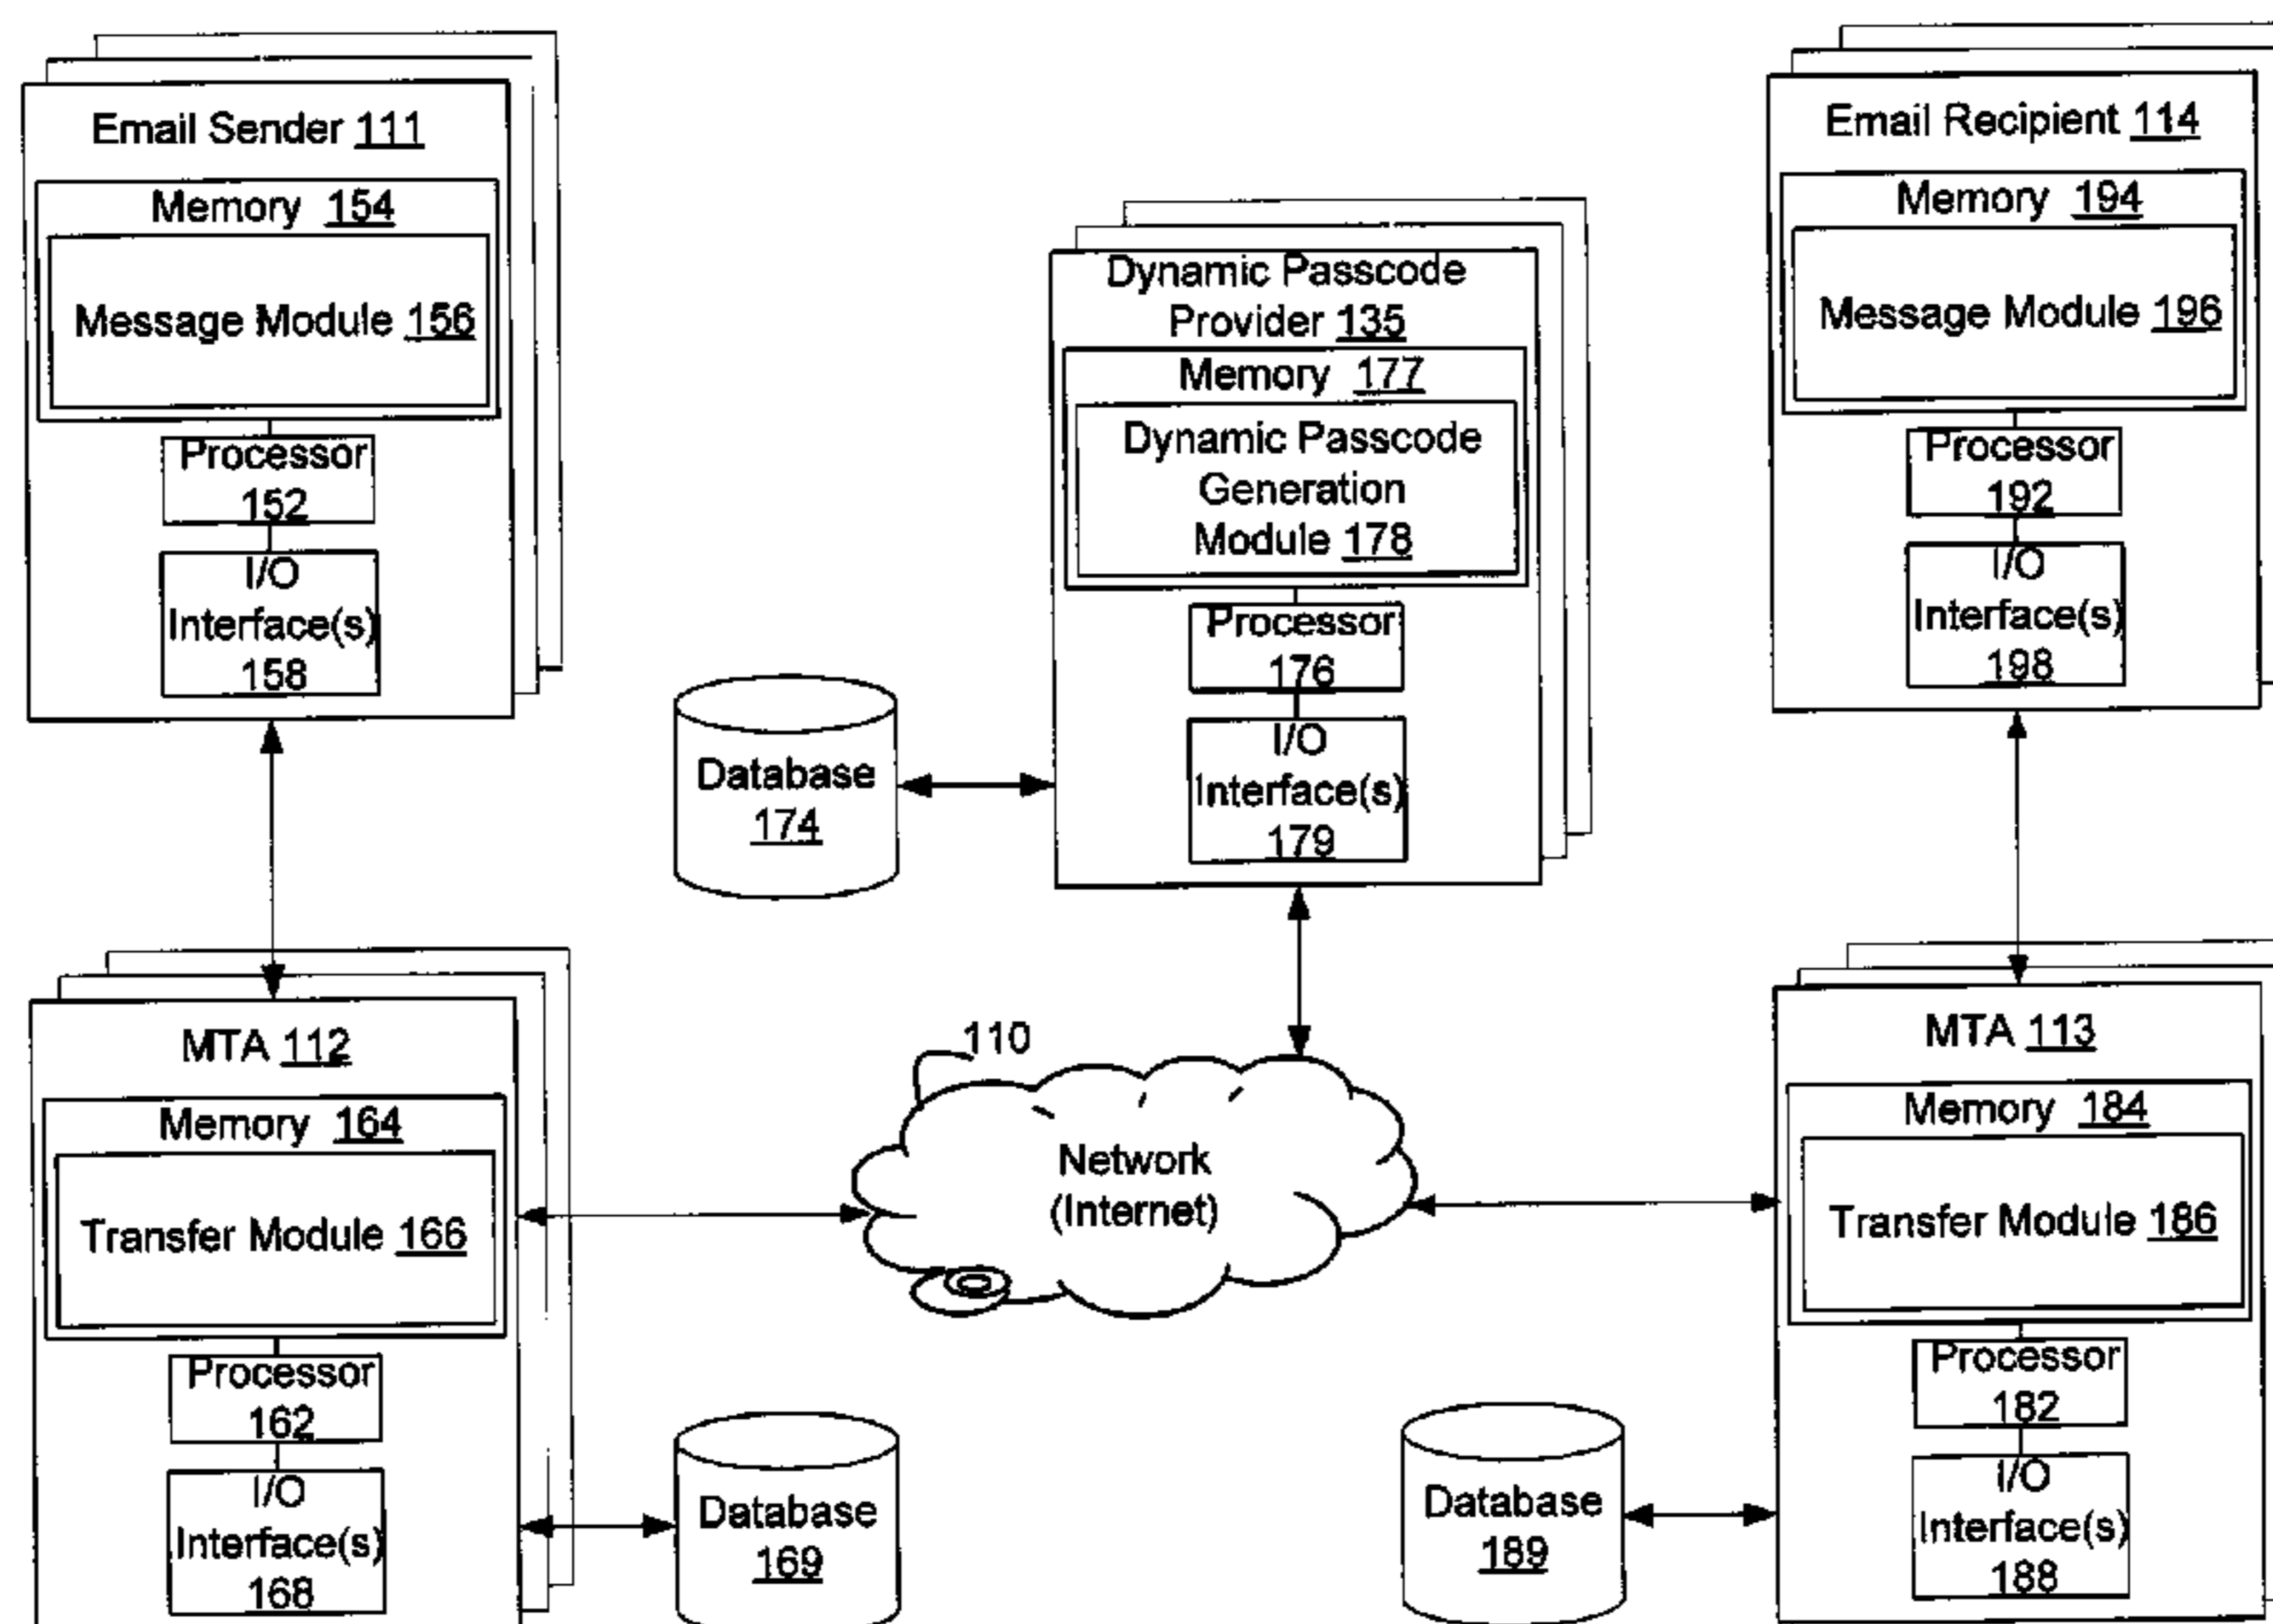 Email Sender 111
Memory 154
Message Module 156
Processor
152
I/O
Interface(s)
158
Dynamic Passcode
Provider 135
Memory 177
Dynamic Passcode
Generation
Module 178
Processor
176
I/O
Interface(s)
179
Database
174
Email Recipient 114
Memory 194
Message Module 196
Processor
192
I/O
Interface(s)
198
MTA 112
Memory 164
Transfer Module 166
Processor
162
I/O
Interface(s)
168
Database
169
110
Network
(Internet)
MTA 113
Memory 184
Transfer Module 186
Processor
182
I/O
Interface(s)
188
Database
189